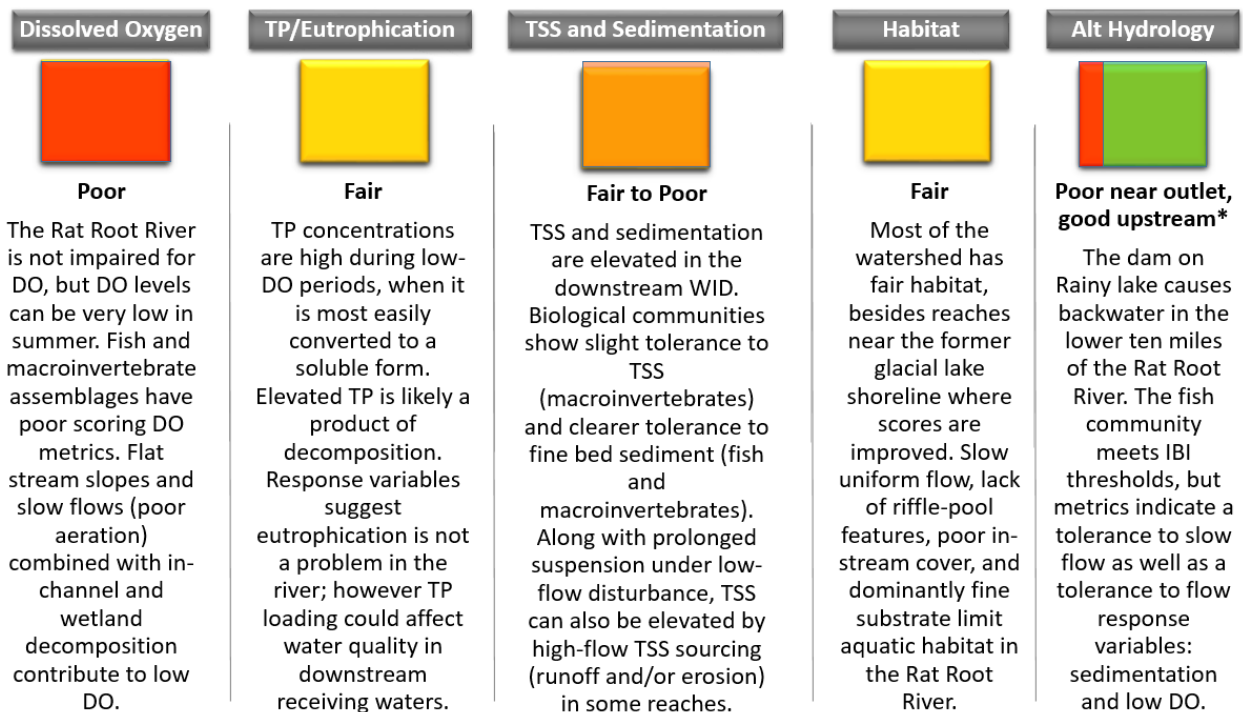 Dissolved Oxygen
Poor
The Rat Root River
is not impaired for
DO, but DO levels
can be very low in
summer. Fish and
macroinvertebrate
assemblages have
poor scoring DO
metrics. Flat
stream slopes and
slow flows (poor
aeration)
combined with in-
channel and
wetland
decomposition
contribute to low
DO.
TP/Eutrophication
Fair
TP concentrations
are high during low-
DO periods, when it
is most easily
converted to a
soluble form.
Elevated TP is likely a
product of
decomposition.
Response variables
suggest
eutrophication is not
a problem in the
river; however TP
loading could affect
water quality in
downstream
receiving waters.
TSS and Sedimentation
Fair to Poor
TSS and sedimentation
are elevated in the
downstream WID.
Biological communities
show slight tolerance to
TSS
(macroinvertebrates)
and clearer tolerance to
fine bed sediment (fish
and
macroinvertebrates).
Along with prolonged
suspension under low-
flow disturbance, TSS
can also be elevated by
high-flow TSS sourcing
(runoff and/or erosion)
in some reaches.
Habitat
Fair
Most of the
watershed has
fair habitat,
besides reaches
near the former
glacial lake
shoreline where
scores are
improved. Slow
uniform flow, lack
of riffle-pool
features, poor in-
stream cover, and
dominantly fine
substrate limit
aquatic habitat in
the Rat Root
River.
Alt Hydrology
Poor near outlet,
good upstream*
The dam on
Rainy lake causes
backwater in the
lower ten miles
of the Rat Root
River. The fish
community
meets IBI
thresholds, but
metrics indicate a
tolerance to slow
flow as well as a
tolerance to flow
response
variables:
sedimentation
and low DO.